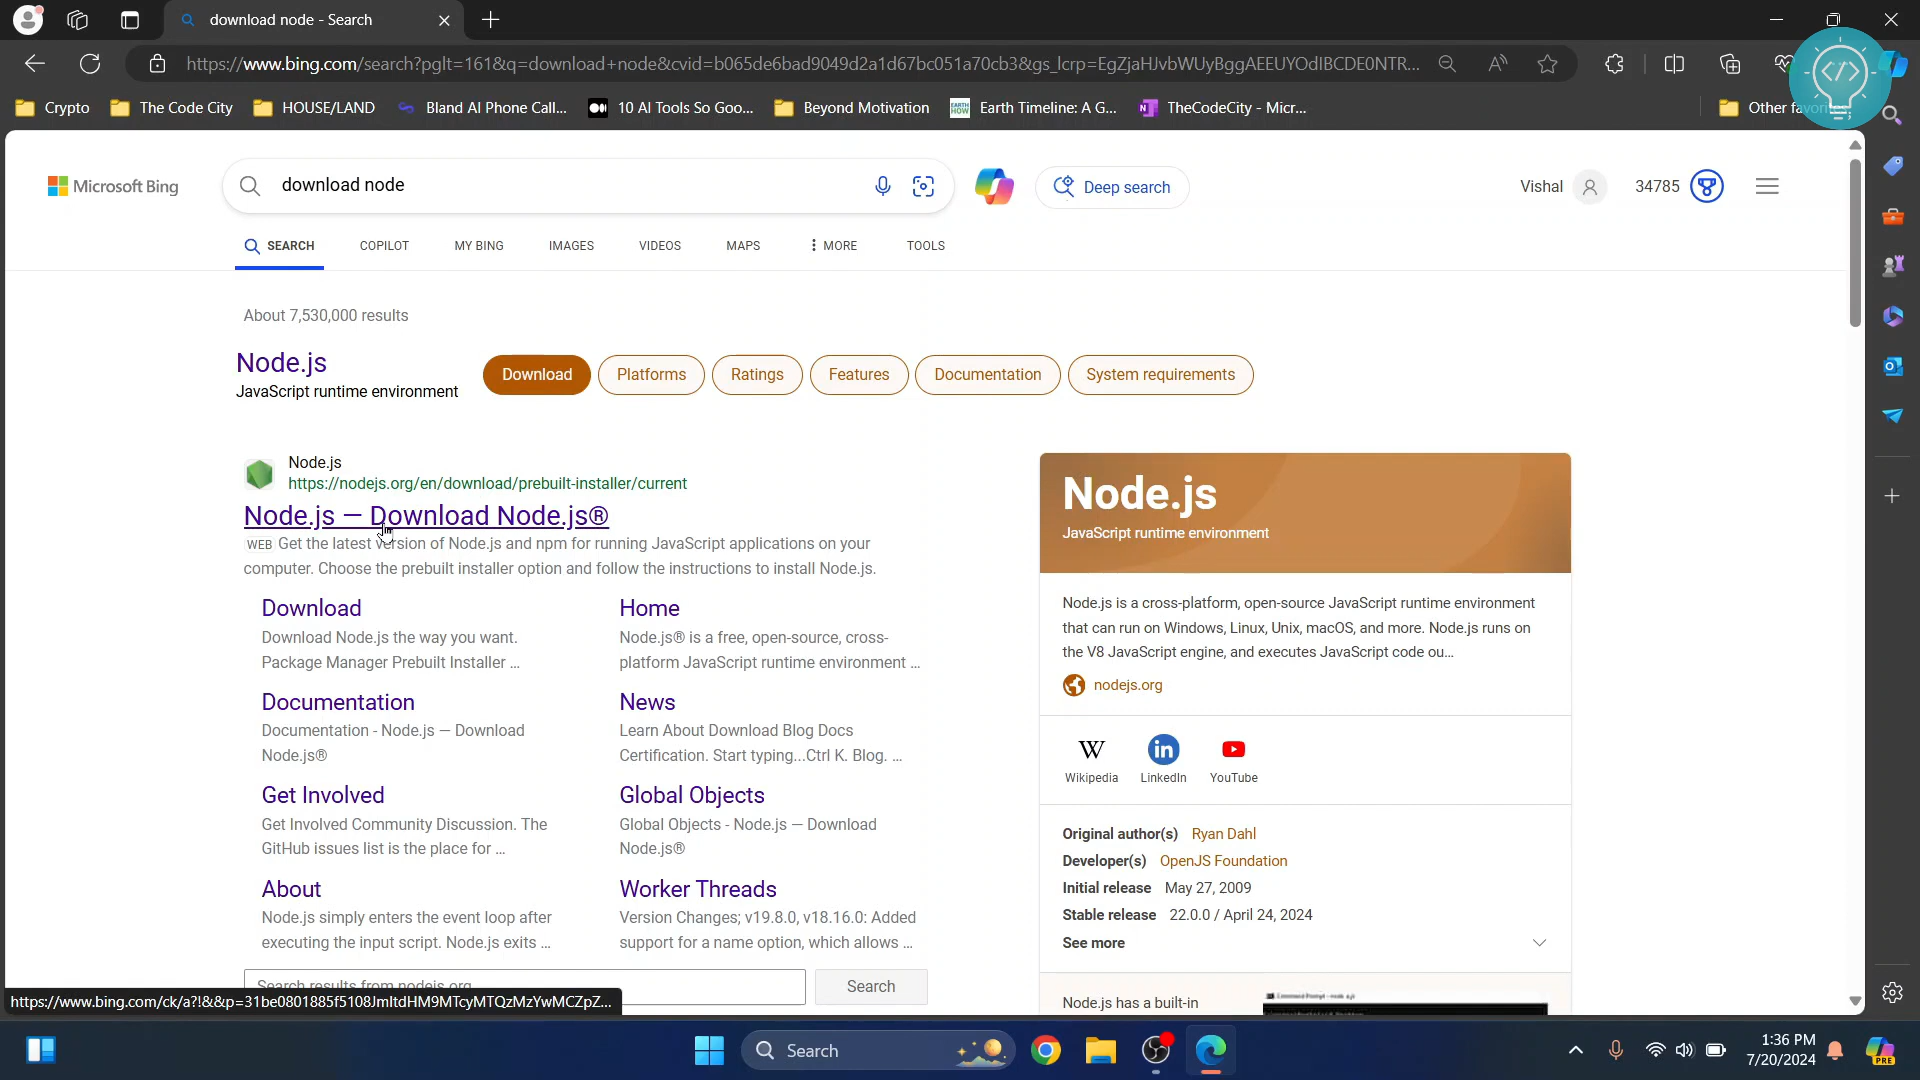 download node - Search
https://www.bing.com/search?pglt=161&q=download+node&cvid=b065de6bad9049d2a1d67bc051a70cb3&gs_lcrp=EgZjaHJvbWUyBggAEEUYOdIBCDE0NTR...
Crypto
The Code City
HOUSE/LAND
Bland AI Phone Call...
10 AI Tools So Goo...
Beyond Motivation
Earth Timeline: A G...
TheCodeCity - Micr...
Other favorites
Microsoft Bing
download node
Deep search
Vishal
34785
SEARCH
COPILOT
MY BING
IMAGES
VIDEOS
MAPS
MORE
TOOLS
About 7,530,000 results
Node.js
JavaScript runtime environment
Download
Platforms
Ratings
Features
Documentation
System requirements
Node.js
https://nodejs.org/en/download/prebuilt-installer/current
Node.js — Download Node.js®
WEB Get the latest version of Node.js and npm for running JavaScript applications on your
computer. Choose the prebuilt installer option and follow the instructions to install Node.js.
Download
Download Node.js the way you want.
Package Manager Prebuilt Installer ...
Home
Node.js® is a free, open-source, cross-
platform JavaScript runtime environment ...
Documentation
Documentation - Node.js — Download
Node.js®
News
Learn About Download Blog Docs
Certification. Start typing...Ctrl K. Blog. ...
Get Involved
Get Involved Community Discussion. The
GitHub issues list is the place for ...
Global Objects
Global Objects - Node.js — Download
Node.js®
About
Node.js simply enters the event loop after
executing the input script. Node.js exits ...
Worker Threads
Version Changes; v19.8.0, v18.16.0: Added
support for a name option, which allows ...
Search results from nodejs.org
Search
https://www.bing.com/ck/a?!&&p=31be0801885f5108JmltdHM9MTcyMTQzMzYwMCZpZ...
Node.js
JavaScript runtime environment
Node.js is a cross-platform, open-source JavaScript runtime environment
that can run on Windows, Linux, Unix, macOS, and more. Node.js runs on
the V8 JavaScript engine, and executes JavaScript code ou...
nodejs.org
Wikipedia
LinkedIn
YouTube
Original author(s) Ryan Dahl
Developer(s) OpenJS Foundation
Initial release May 27, 2009
Stable release 22.0.0 / April 24, 2024
See more
Node.js has a built-in
Search
1:36 PM
7/20/2024
PRE